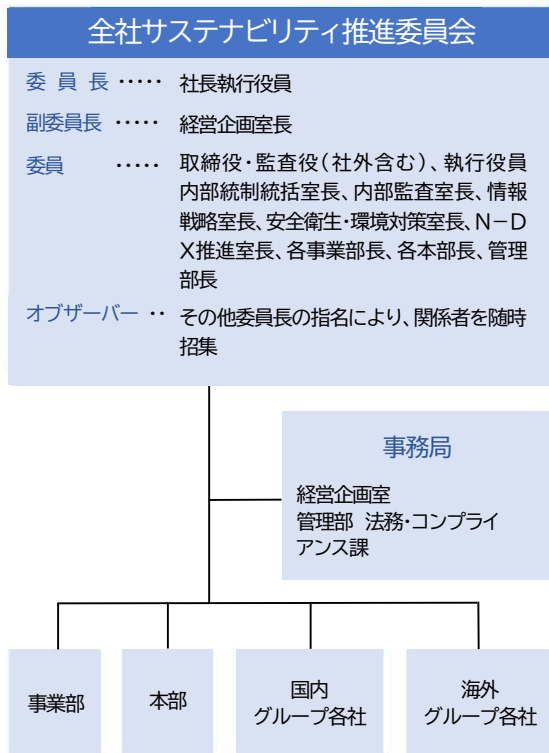 全社サステナビリティ推進委員会
委 員 長 ・・・・・ 社長執行役員
副委員長 ・・・・・ 経営企画室長
委員 ・・・・・ 取締役・監査役(社外含む)、執行役員
内部統制統括室長、内部監査室長、情報
戦略室長、安全衛生・環境対策室長、N－D
X推進室長、各事業部長、各本部長、管理
部長
オブザーバー ・・ その他委員長の指名により、関係者を随時
招集
事務局
経営企画室
管理部 法務・コンプライ
アンス課
事業部
本部
国内
グループ各社
海外
グループ各社